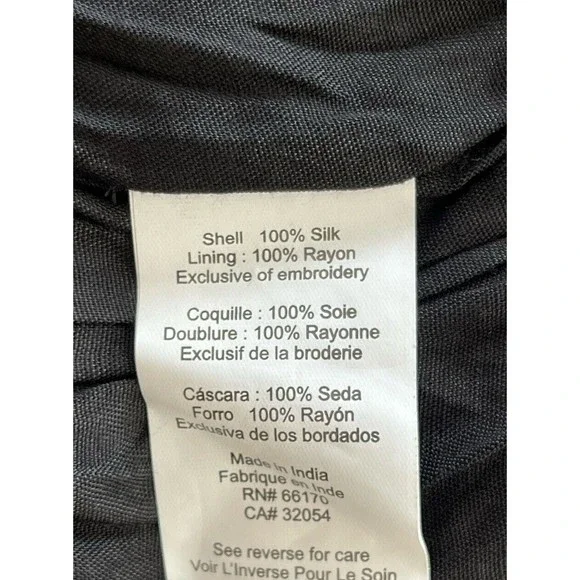 Shell 100% Silk
Lining : 100% Rayon
Exclusive of embroidery
Coquille : 100% Soie
Doublure : 100% Rayonne
Exclusif de la broderie
Cáscara : 100% Seda
Forro 100% Rayón
Exclusiva de los bordados
Made in India
Fabrique en Inde
RN# 66170
CA# 32054
See reverse for care
Voir L'Inverse Pour Le Soin